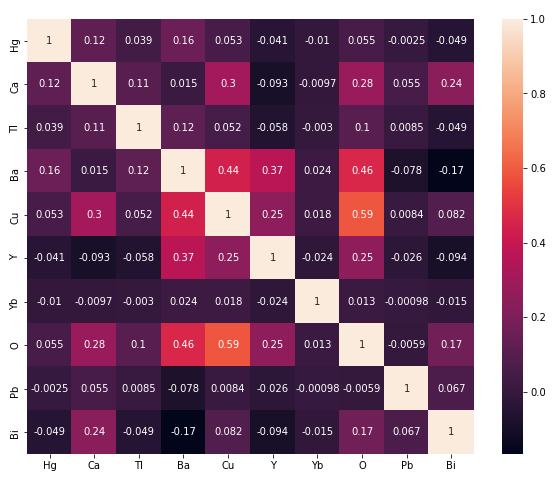 Hg 1 0.12 0.039 0.16 0.053 -0.041 -0.01 0.055 -0.0025 -0.049
Ca 0.12 1 0.11 0.015 0.3 -0.093 -0.0097 0.28 0.055 0.24
Tl 0.039 0.11 1 0.12 0.052 -0.058 -0.003 0.1 0.0085 -0.049
Ba 0.16 0.015 0.12 1 0.44 0.37 0.024 0.46 -0.078 -0.17
Cu 0.053 0.3 0.052 0.44 1 0.25 0.018 0.59 0.0084 0.082
Y -0.041 -0.093 -0.058 0.37 0.25 1 -0.024 0.25 -0.026 -0.094
Yb -0.01 -0.0097 -0.003 0.024 0.018 -0.024 1 0.013 -0.00098 -0.015
O 0.055 0.28 0.1 0.46 0.59 0.25 0.013 1 -0.0059 0.17
Pb -0.0025 0.055 0.0085 -0.078 0.0084 -0.026 -0.00098 -0.0059 1 0.067
Bi -0.049 0.24 -0.049 -0.17 0.082 -0.094 -0.015 0.17 0.067 1
Hg Ca Tl Ba Cu Y Yb O Pb Bi
1.0
0.8
0.6
0.4
0.2
0.0